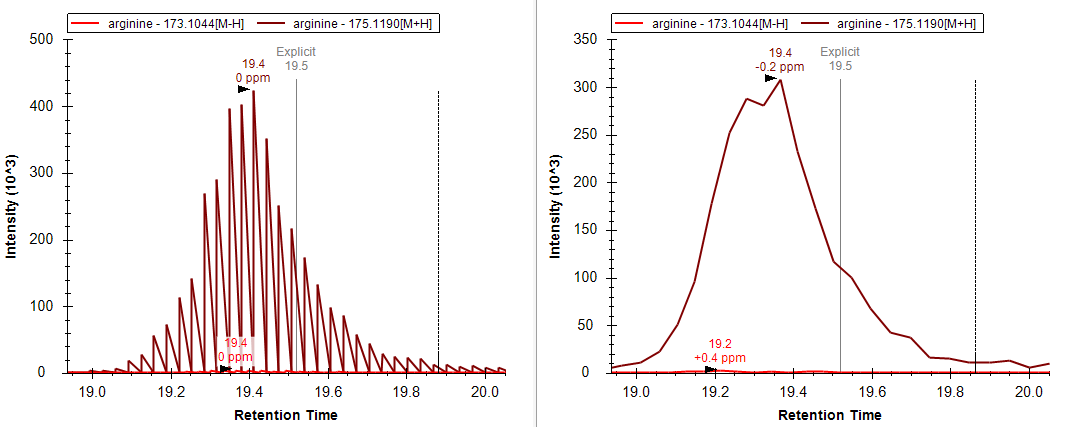 arginine - 173.1044[M-H] arginine - 175.1190[M+H]
500
400
300
200
100
0
Intensity (10^3)
19.4
0 ppm
Explicit
19.5
19.4
0 ppm
19.0 19.2 19.4 19.6 19.8 20.0
Retention Time
arginine - 173.1044[M-H] arginine - 175.1190[M+H]
350
300
250
200
150
100
50
0
Intensity (10^3)
19.4
-0.2 ppm
Explicit
19.5
19.2
+0.4 ppm
19.0 19.2 19.4 19.6 19.8 20.0
Retention Time